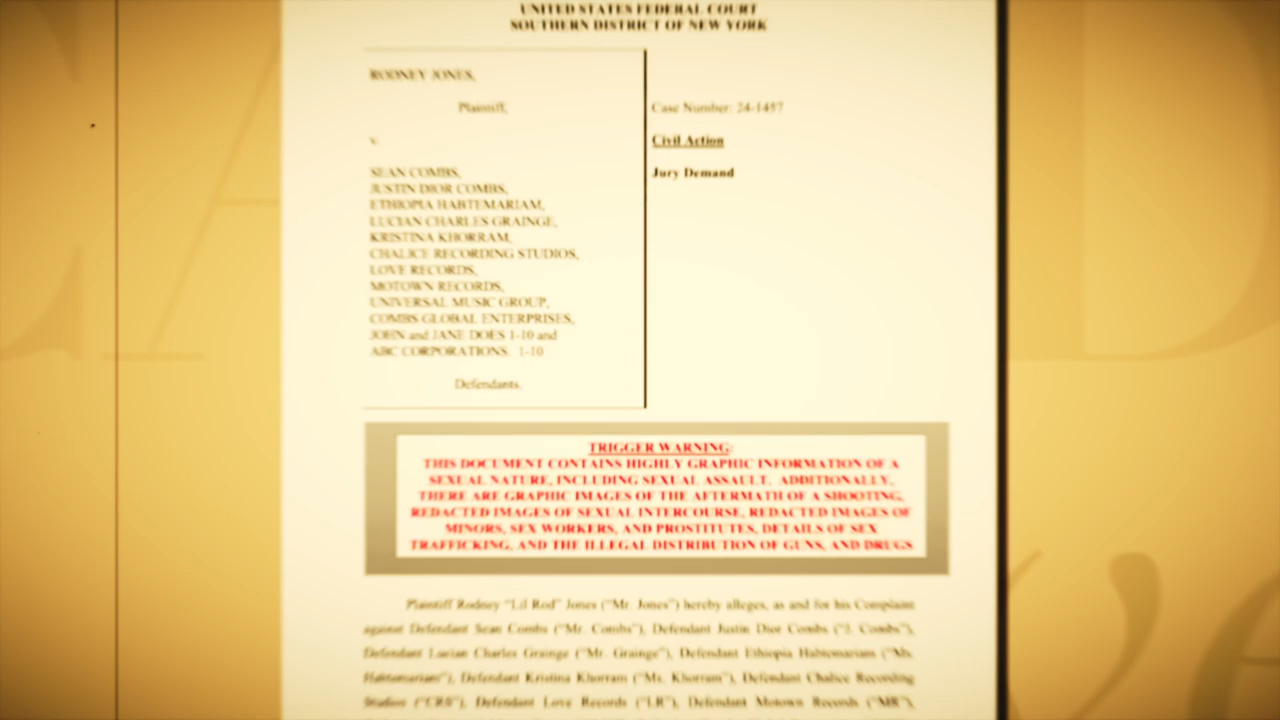 UNITED STATES FEDERAL COURT
SOUTHERN DISTRICT OF NEW YORK
RODNEY JONES,
Plaintiff,
v.
SEAN COMBS,
JUSTIN DIOR COMBS,
ETHIOPIA HABTEMARIAM,
LUCIAN CHARLES GRAINGE,
KRISTINA KHORRAM,
CHALICE RECORDING STUDIOS,
LOVE RECORDS,
MOTOWN RECORDS,
UNIVERSAL MUSIC GROUP,
COMBS GLOBAL ENTERPRISES,
JOHN and JANE DOES 1-10 and
ABC CORPORATIONS. 1-10
Defendants.
Case Number: 24-1457
Civil Action
Jury Demand
TRIGGER WARNING:
THIS DOCUMENT CONTAINS HIGHLY GRAPHIC INFORMATION OF A
SEXUAL NATURE, INCLUDING SEXUAL ASSAULT. ADDITIONALLY,
THERE ARE GRAPHIC IMAGES OF THE AFTERMATH OF A SHOOTING,
REDACTED IMAGES OF SEXUAL INTERCOURSE, REDACTED IMAGES OF
MINORS, SEX WORKERS, AND PROSTITUTES, DETAILS OF SEX
TRAFFICKING, AND THE ILLEGAL DISTRIBUTION OF GUNS, AND DRUGS
Plaintiff Rodney "Lil Rod" Jones ("Mr. Jones") hereby alleges, as and for his Complaint
against Defendant Sean Combs ("Mr. Combs"), Defendant Justin Dior Combs ("J. Combs"),
Defendant Lucian Charles Grainge ("Mr. Grainge"), Defendant Ethiopia Habtemariam ("Ms.
Habtemariam"), Defendant Kristina Khorram ("Ms. Khorram"), Defendant Chalice Recording
Studios ("CRS"), Defendant Love Records ("LR"), Defendant Motown Records ("MR"),